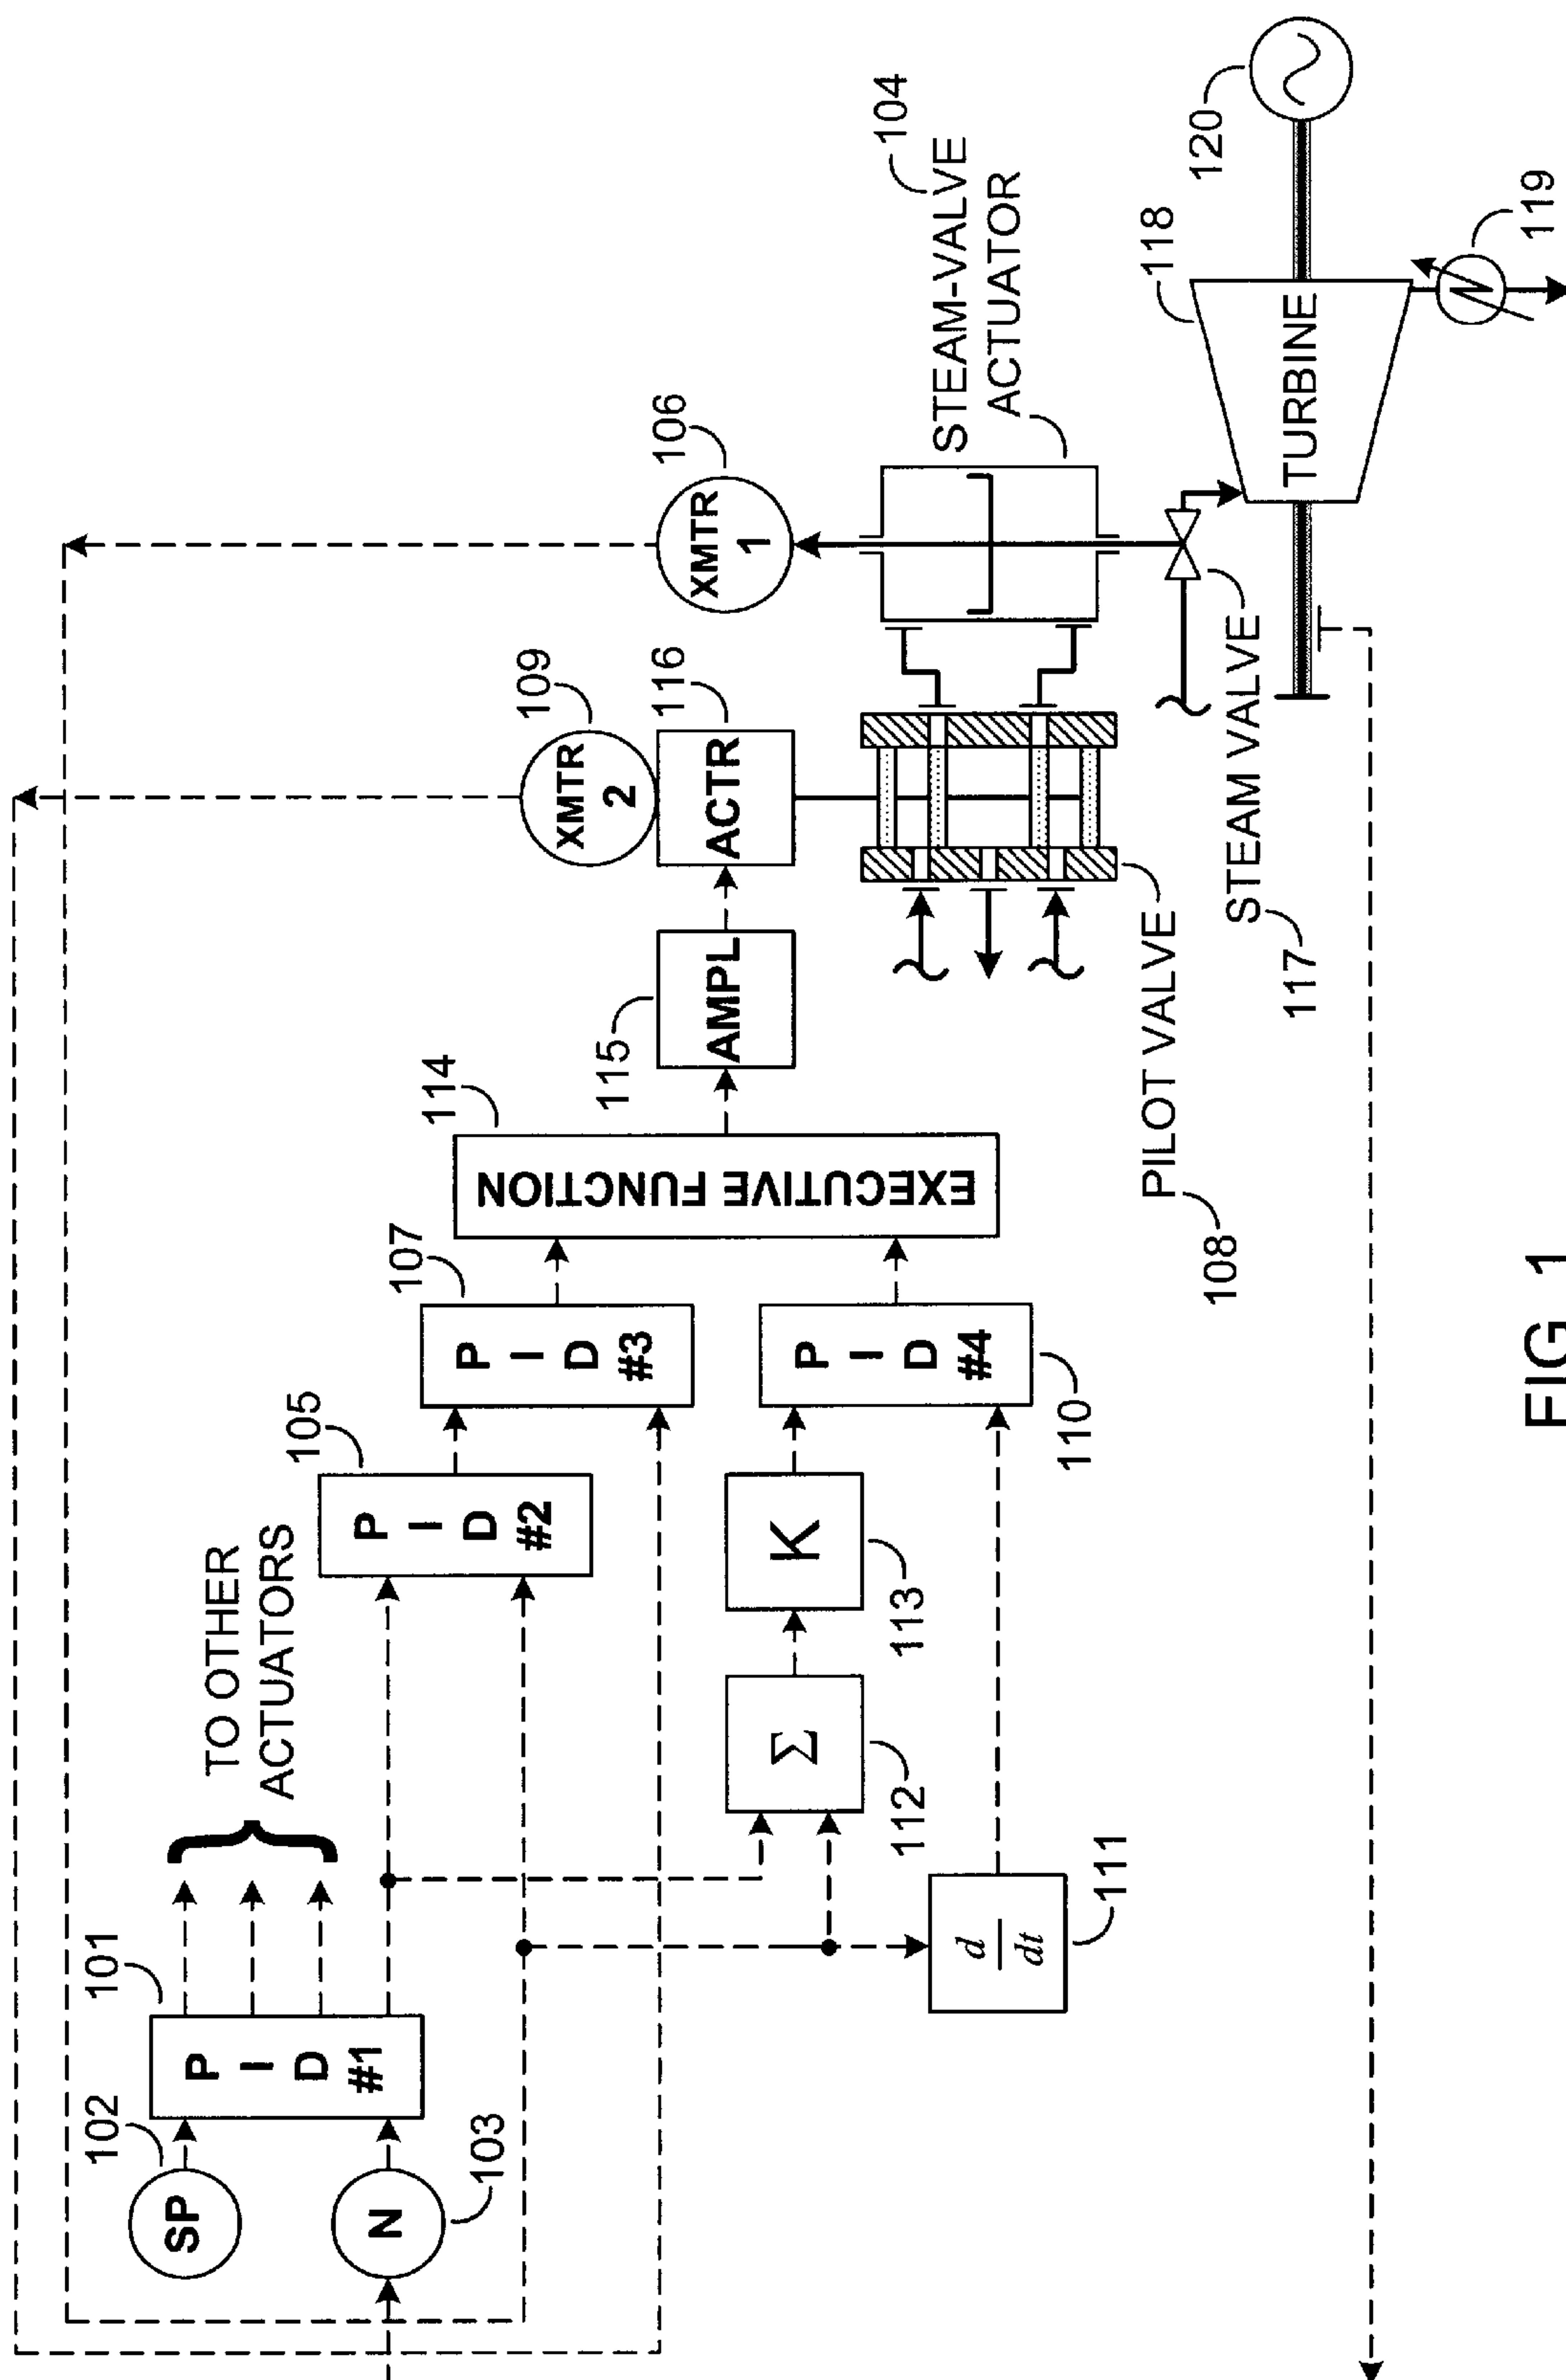 102
SP
N
103
101
P
I
D
#1
TO OTHER
ACTUATORS
105
P
I
D
#2
107
P
I
D
#3
d
dt
111
Σ
112
K
113
P
I
D
#4
110
114
EXECUTIVE FUNCTION
115
AMPL
109
XMTR
2
116
ACTR
106
XMTR
1
104
STEAM-VALVE
ACTUATOR
PILOT VALVE
108
STEAM VALVE
117
118
TURBINE
119
120
FIG 1